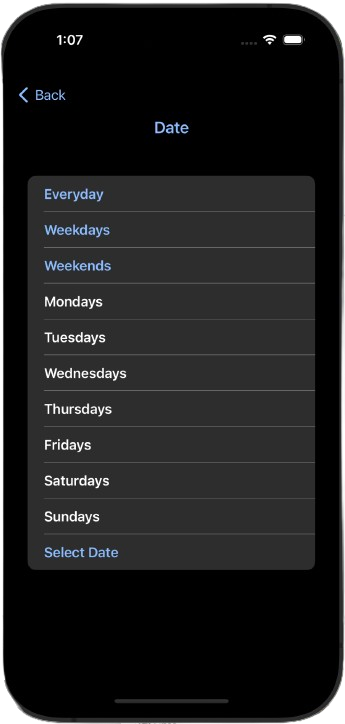 1:07
Back
Date
Everyday
Weekdays
Weekends
Mondays
Tuesdays
Wednesdays
Thursdays
Fridays
Saturdays
Sundays
Select Date